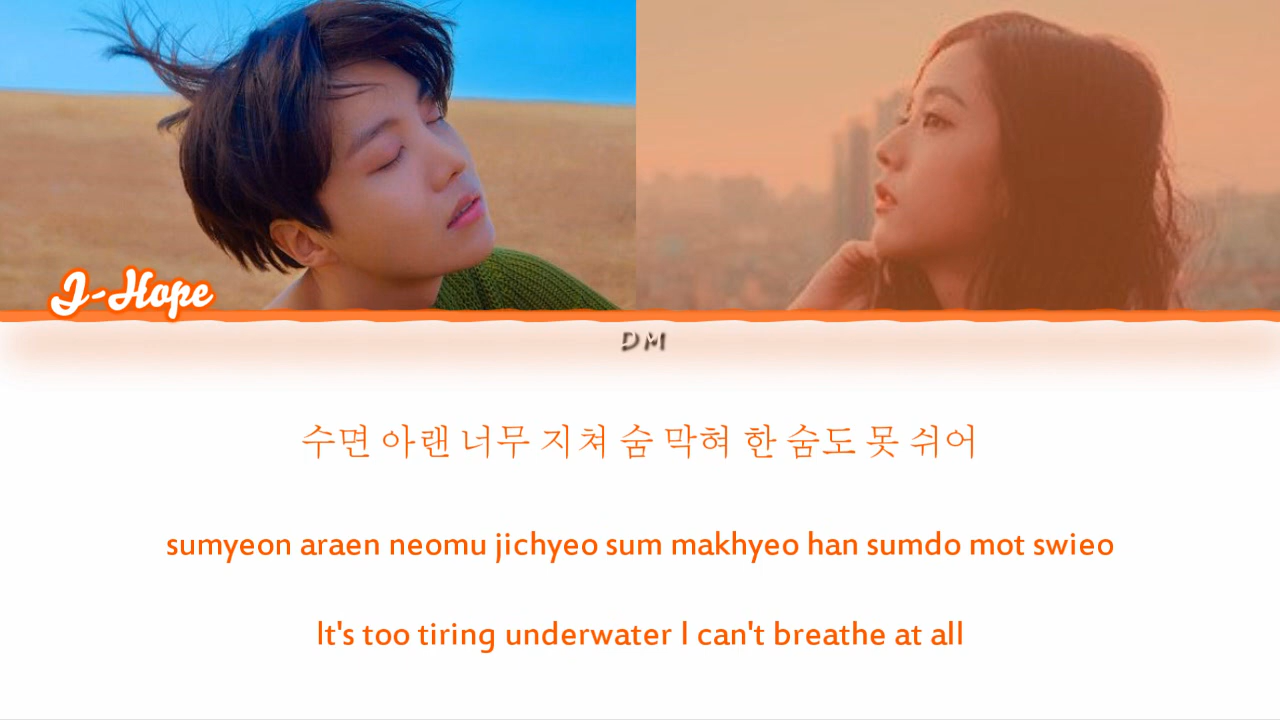 J-Hope
DM
수면 아랜 너무 지쳐 숨 막혀 한 숨도 못 쉬어
sumyeon araen neomu jichyeo sum makhyeo han sumdo mot swieo
It's too tiring underwater I can't breathe at all